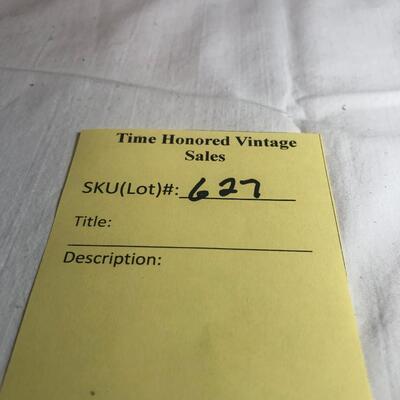 Time Honored Vintage
Sales
SKU(Lot)#: 627
Title:
Description: